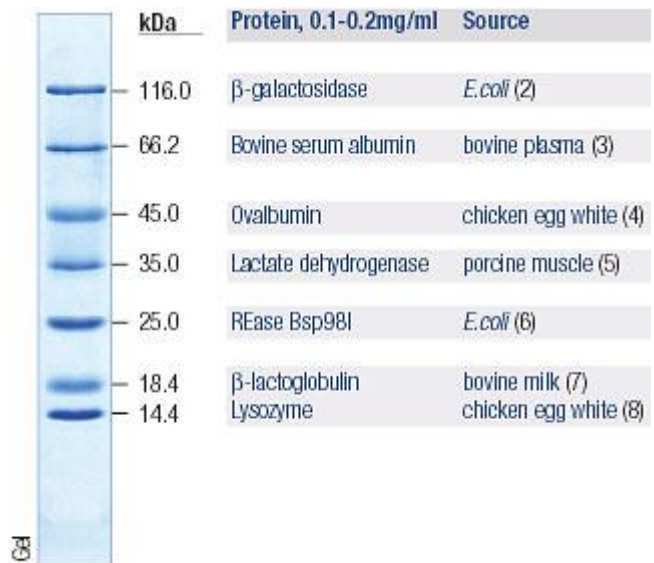 kDa Protein, 0.1-0.2mg/ml Source
116.0 β-galactosidase E.coli (2)
66.2 Bovine serum albumin bovine plasma (3)
45.0 Ovalbumin chicken egg white (4)
35.0 Lactate dehydrogenase porcine muscle (5)
25.0 REase Bsp98I E.coli (6)
18.4 β-lactoglobulin bovine milk (7)
14.4 Lysozyme chicken egg white (8)
Gel